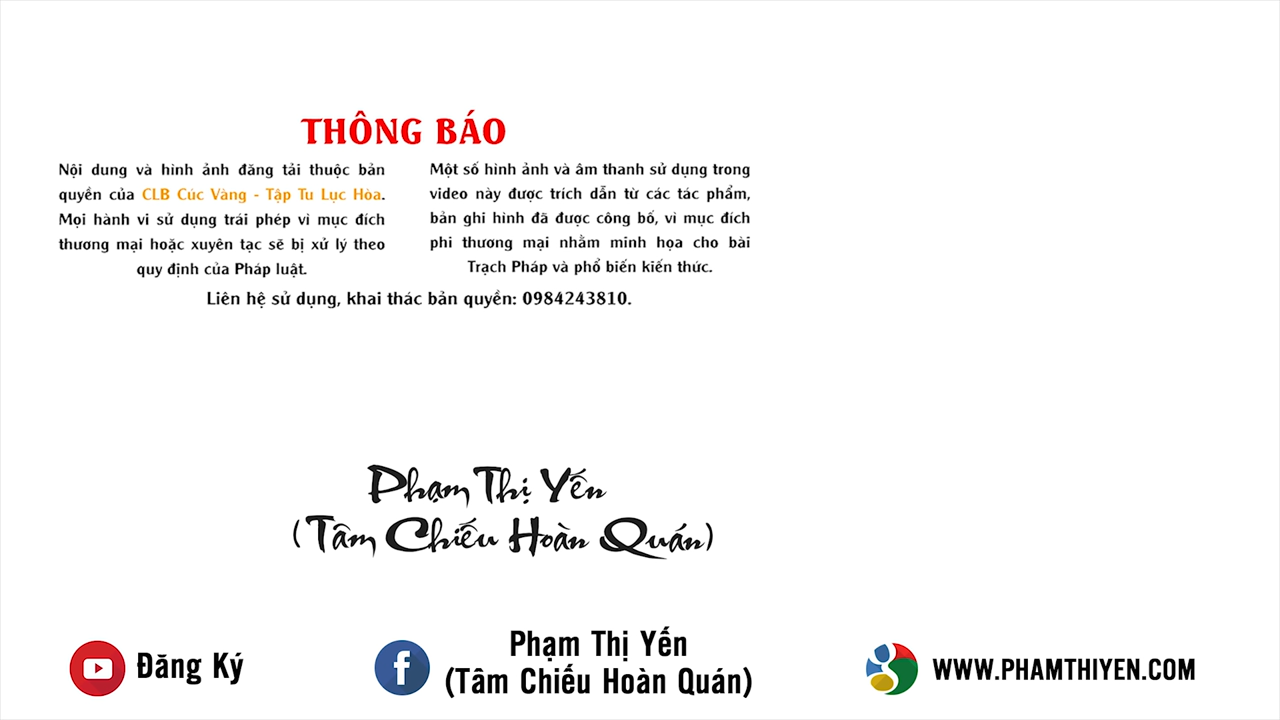 THÔNG BÁO
Nội dung và hình ảnh đăng tải thuộc bản
quyền của CLB Cúc Vàng - Tập Tu Lục Hòa.
Mọi hành vi sử dụng trái phép vì mục đích
thương mại hoặc xuyên tạc sẽ bị xử lý theo
quy định của Pháp luật.
Một số hình ảnh và âm thanh sử dụng trong
video này được trích dẫn từ các tác phẩm,
bản ghi hình đã được công bố, vì mục đích
phi thương mại nhằm minh họa cho bài
Trạch Pháp và phổ biến kiến thức.
Liên hệ sử dụng, khai thác bản quyền: 0984243810.
Phạm Thị Yến
(Tâm Chiếu Hoàn Quán)
Đăng Ký
Phạm Thị Yến
(Tâm Chiếu Hoàn Quán)
WWW.PHAMTHIYEN.COM